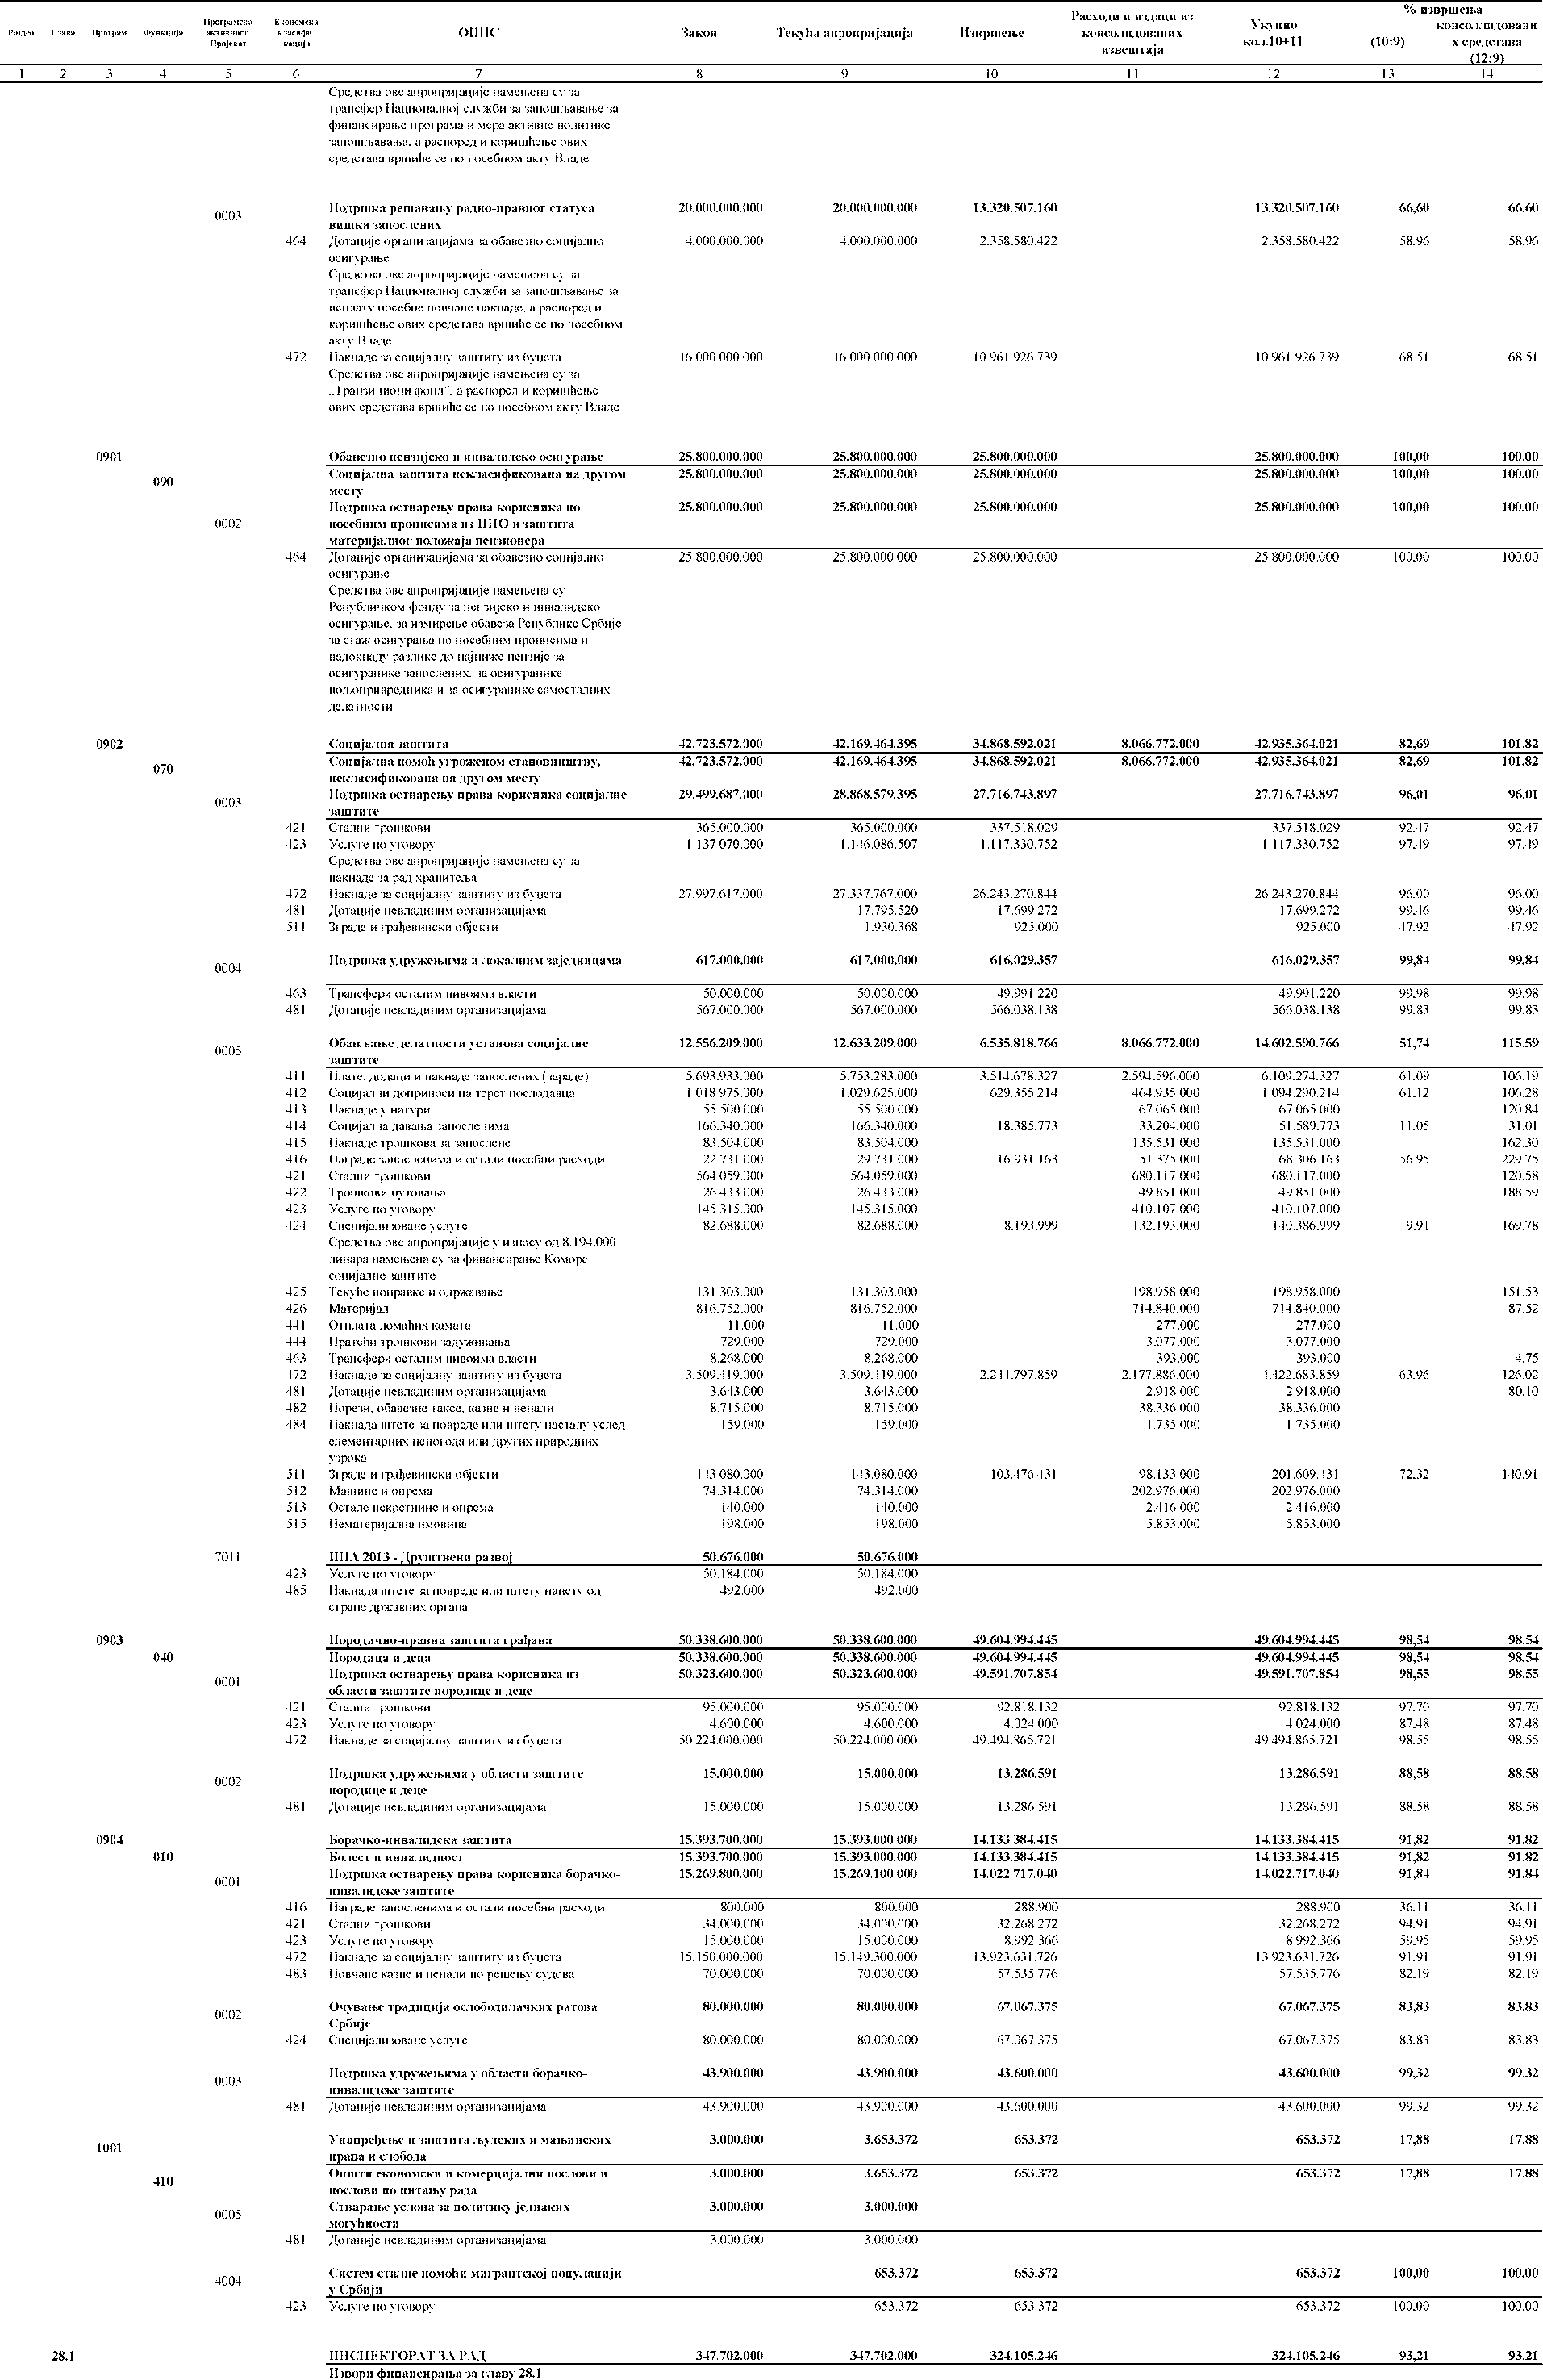 Раздео Глава Програм Функција Програмска активност Пројекат Економска класификација ОПИС Закон Текућа апропријација Извршење Расходи и издаци из консолидованих извештаја Укупно кол.10+11 % извршења (10:9) консолидованих средстава (12:9)
1 2 3 4 5 6 7 8 9 10 11 12 13 14
Средства ове апропријације намењена су за
трансфер Националној служби за запошљавање за
финансирање програма и мера активне политике
запошљавања, а распоред и коришћење ових
средстава вршиће се по посебном акту Владе
0003 Подршка решавању радно-правног статуса 20.000.000.000 20.000.000.000 13.320.507.160 13.320.507.160 66,60 66,60
вишка запослених
464 Дотације организацијама за обавезно социјално 4.000.000.000 4.000.000.000 2.358.580.422 2.358.580.422 58,96 58,96
осигурање
Средства ове апропријације намењена су за
трансфер Националној служби за запошљавање за
исплату посебне новчане накнаде, а распоред и
коришћење ових средстава вршиће се по посебном
акту Владе
472 Накнаде за социјалну заштиту из буџета 16.000.000.000 16.000.000.000 10.961.926.739 10.961.926.739 68,51 68,51
Средства ове апропријације намењена су за
„Транзициони фонд”, а распоред и коришћење
ових средстава вршиће се по посебном акту Владе
0901 Обавезно пензијско и инвалидско осигурање 25.800.000.000 25.800.000.000 25.800.000.000 25.800.000.000 100,00 100,00
090 Социјална заштита некласификована на другом 25.800.000.000 25.800.000.000 25.800.000.000 25.800.000.000 100,00 100,00
месту
0002 Подршка остварењу права корисника по 25.800.000.000 25.800.000.000 25.800.000.000 25.800.000.000 100,00 100,00
посебним прописима из ПИО и заштита
материјалног положаја пензионера
464 Дотације организацијама за обавезно социјално 25.800.000.000 25.800.000.000 25.800.000.000 25.800.000.000 100,00 100,00
осигурање
Средства ове апропријације намењена су
Републичком фонду за пензијско и инвалидско
осигурање, за измирење обавеза Републике Србије
за стаж осигурања по посебним прописима и
надокнаду разлике до најниже пензије за
осигуранике запослених, за осигуранике
пољопривредника и за осигуранике самосталних
делатности
0902 Социјална заштита 42.723.572.000 42.169.464.395 34.868.592.021 8.066.772.000 42.935.364.021 82,69 101,82
070 Социјална помоћ угроженом становништву, 42.723.572.000 42.169.464.395 34.868.592.021 8.066.772.000 42.935.364.021 82,69 101,82
некласификована на другом месту
0003 Подршка остварењу права корисника социјалне 29.499.687.000 28.868.579.395 27.716.743.897 27.716.743.897 96,01 96,01
заштите
421 Стални трошкови 365.000.000 365.000.000 337.518.029 337.518.029 92,47 92,47
423 Услуге по уговору 1.137.070.000 1.146.086.507 1.117.330.752 1.117.330.752 97,49 97,49
Средства ове апропријације намењена су за
накнаде за рад хранитеља
472 Накнаде за социјалну заштиту из буџета 27.997.617.000 27.337.767.000 26.243.270.844 26.243.270.844 96,00 96,00
481 Дотације невладиним организацијама 17.795.520 17.699.272 17.699.272 99,46 99,46
511 Зграде и грађевински објекти 1.930.368 925.000 925.000 47,92 47,92
0004 Подршка удружењима и локалним заједницама 617.000.000 617.000.000 616.029.357 616.029.357 99,84 99,84
463 Трансфери осталим нивоима власти 50.000.000 50.000.000 49.991.220 49.991.220 99,98 99,98
481 Дотације невладиним организацијама 567.000.000 567.000.000 566.038.138 566.038.138 99,83 99,83
0005 Обављање делатности установа социјалне 12.556.209.000 12.633.209.000 6.535.818.766 8.066.772.000 14.602.590.766 51,74 115,59
заштите
411 Плате, додаци и накнаде запослених (зараде) 5.693.933.000 5.753.283.000 3.514.678.327 2.594.596.000 6.109.274.327 61,09 106,19
412 Социјални доприноси на терет послодавца 1.018.975.000 1.029.625.000 629.355.214 464.935.000 1.094.290.214 61,12 106,28
413 Накнаде у натури 55.500.000 55.500.000 67.065.000 67.065.000 120,84
414 Социјална давања запосленима 166.340.000 166.340.000 18.385.773 33.204.000 51.589.773 11,05 31,01
415 Накнаде трошкова за запослене 83.504.000 83.504.000 135.531.000 135.531.000 162,30
416 Награде запосленима и остали посебни расходи 22.731.000 29.731.000 16.931.163 51.375.000 68.306.163 56,95 229,75
421 Стални трошкови 564.059.000 564.059.000 680.117.000 680.117.000 120,58
422 Трошкови путовања 26.433.000 26.433.000 49.851.000 49.851.000 188,59
423 Услуге по уговору 145.315.000 145.315.000 410.107.000 410.107.000
424 Специјализоване услуге 82.688.000 82.688.000 8.193.999 132.193.000 140.386.999 9,91 169,78
Средства ове апропријације у износу од 8.194.000
динара намењена су за финансирање Коморе
социјалне заштите
425 Текуће поправке и одржавање 131.303.000 131.303.000 198.958.000 198.958.000 151,53
426 Материјал 816.752.000 816.752.000 714.840.000 714.840.000 87,52
441 Отплата домаћих камата 11.000 11.000 277.000 277.000
444 Пратећи трошкови задуживања 729.000 729.000 3.077.000 3.077.000
463 Трансфери осталим нивоима власти 8.268.000 8.268.000 393.000 393.000 4,75
472 Накнаде за социјалну заштиту из буџета 3.509.419.000 3.509.419.000 2.244.797.859 2.177.886.000 4.422.683.859 63,96 126,02
481 Дотације невладиним организацијама 3.643.000 3.643.000 2.918.000 2.918.000 80,10
482 Порези, обавезне таксе, казне и пенали 8.715.000 8.715.000 38.336.000 38.336.000
484 Накнада штете за повреде или штету насталу услед 159.000 159.000 1.735.000 1.735.000
елементарних непогода или других природних
узрока
511 Зграде и грађевински објекти 143.080.000 143.080.000 103.476.431 98.133.000 201.609.431 72,32 140,91
512 Машине и опрема 74.314.000 74.314.000 202.976.000 202.976.000
513 Остале некретнине и опрема 140.000 140.000 2.416.000 2.416.000
515 Нематеријална имовина 198.000 198.000 5.853.000 5.853.000
7011 ИПА 2013 - Друштвени развој 50.676.000 50.676.000
423 Услуге по уговору 50.184.000 50.184.000
485 Накнада штете за повреде или штету нанету од 492.000 492.000
стране државних органа
0903 Породично-правна заштита грађана 50.338.600.000 50.338.600.000 49.604.994.445 49.604.994.445 98,54 98,54
040 Породица и деца 50.338.600.000 50.338.600.000 49.604.994.445 49.604.994.445 98,54 98,54
0001 Подршка остварењу права корисника из 50.323.600.000 50.323.600.000 49.591.707.854 49.591.707.854 98,55 98,55
области заштите породице и деце
421 Стални трошкови 95.000.000 95.000.000 92.818.132 92.818.132 97,70 97,70
423 Услуге по уговору 4.600.000 4.600.000 4.024.000 4.024.000 87,48 87,48
472 Накнаде за социјалну заштиту из буџета 50.224.000.000 50.224.000.000 49.494.865.721 49.494.865.721 98,55 98,55
0002 Подршка удружењима у области заштите 15.000.000 15.000.000 13.286.591 13.286.591 88,58 88,58
породице и деце
481 Дотације невладиним организацијама 15.000.000 15.000.000 13.286.591 13.286.591 88,58 88,58
0904 Борачко-инвалидска заштита 15.393.700.000 15.393.000.000 14.133.384.415 14.133.384.415 91,82 91,82
010 Болест и инвалидност 15.393.700.000 15.393.000.000 14.133.384.415 14.133.384.415 91,82 91,82
0001 Подршка остварењу права корисника борачко- 15.269.800.000 15.269.100.000 14.022.717.040 14.022.717.040 91,84 91,84
инвалидске заштите
416 Награде запосленима и остали посебни расходи 800.000 800.000 288.900 288.900 36,11 36,11
421 Стални трошкови 34.000.000 34.000.000 32.268.272 32.268.272 94,91 94,91
423 Услуге по уговору 15.000.000 15.000.000 8.992.366 8.992.366 59,95 59,95
472 Накнаде за социјалну заштиту из буџета 15.150.000.000 15.149.300.000 13.923.631.726 13.923.631.726 91,91 91,91
483 Новчане казне и пенали по решењу судова 70.000.000 70.000.000 57.535.776 57.535.776 82,19 82,19
0002 Очување традиција ослободилачких ратова 80.000.000 80.000.000 67.067.375 67.067.375 83,83 83,83
Србије
424 Специјализоване услуге 80.000.000 80.000.000 67.067.375 67.067.375 83,83 83,83
0003 Подршка удружењима у области борачко- 43.900.000 43.900.000 43.600.000 43.600.000 99,32 99,32
инвалидске заштите
481 Дотације невладиним организацијама 43.900.000 43.900.000 43.600.000 43.600.000 99,32 99,32
1001 Унапређење и заштита људских и мањинских 3.000.000 3.653.372 653.372 653.372 17,88 17,88
права и слобода
410 Општи економски и комерцијални послови и 3.000.000 3.653.372 653.372 653.372 17,88 17,88
послови по питању рада
0005 Стварање услова за политику једнаких 3.000.000 3.000.000
могућности
481 Дотације невладиним организацијама 3.000.000 3.000.000
4004 Систем сталне помоћи мигрантској популацији 653.372 653.372 653.372 100,00 100,00
у Србији
423 Услуге по уговору 653.372 653.372 653.372 100,00 100,00
28.1 ИНСПЕКТОРАТ ЗА РАД 347.702.000 347.702.000 324.105.246 324.105.246 93,21 93,21
Извори финансирања за главу 28.1